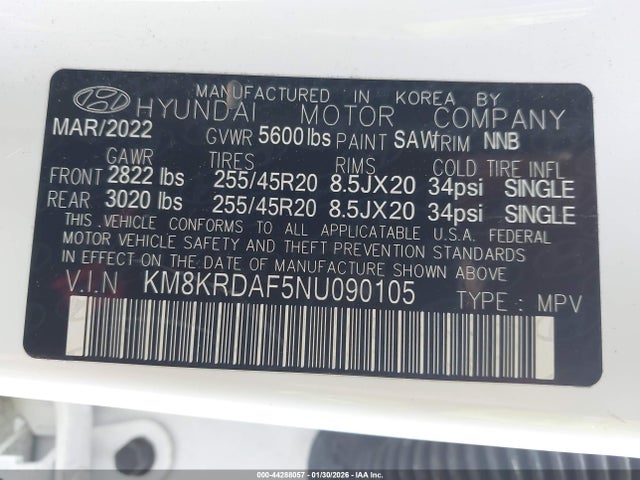 MANUFACTURED IN KOREA BY
HYUNDAI MOTOR COMPANY
MAR/2022 GVWR 5600 lbs PAINT SAW TRIM NNB
GAWR TIRES RIMS COLD TIRE INFL
FRONT 2822 lbs 255/45R20 8.5JX20 34psi SINGLE
REAR 3020 lbs 255/45R20 8.5JX20 34psi SINGLE
THIS VEHICLE CONFORMS TO ALL APPLICABLE U.S.A. FEDERAL
MOTOR VEHICLE SAFETY AND THEFT PREVENTION STANDARDS
IN EFFECT ON THE DATE OF MANUFACTURE SHOWN ABOVE
V.I.N KM8KRDAF5NU090105 TYPE : MPV
000-44288057 - 01/30/2026 - IAA Inc.